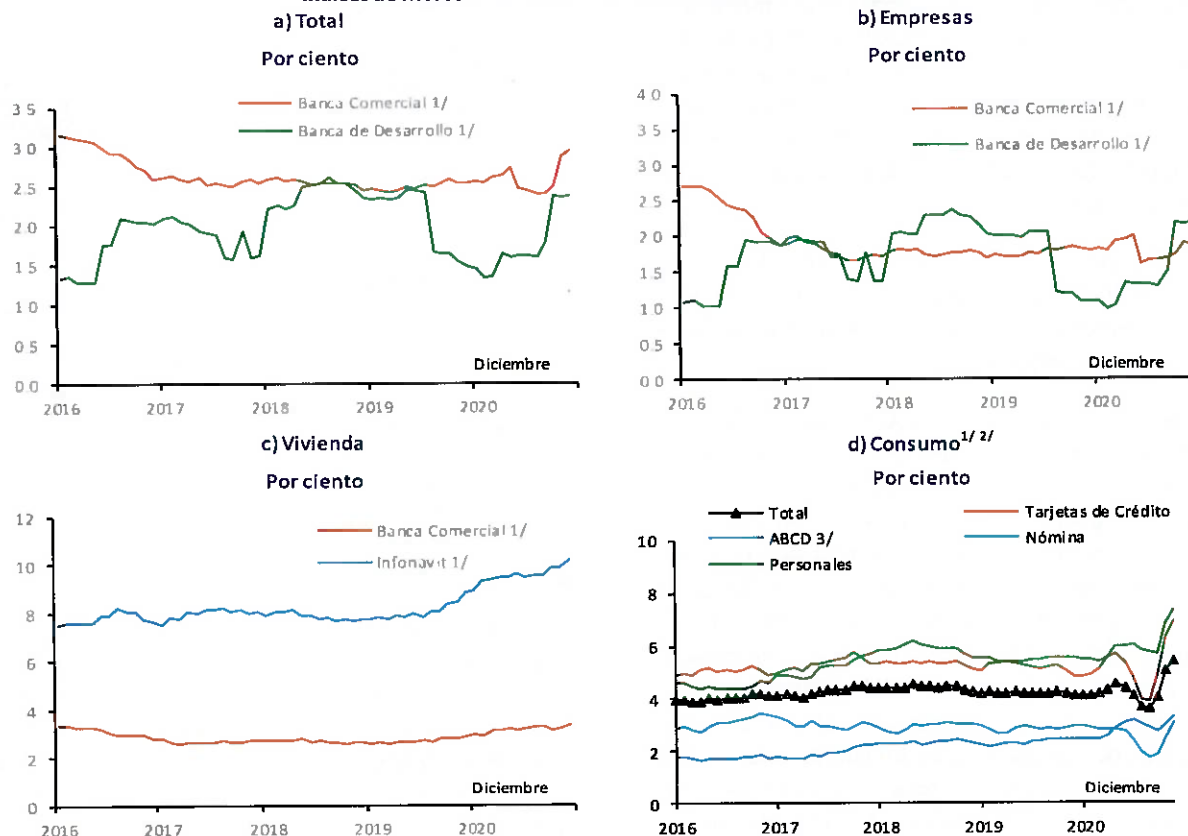 a) Total
Por ciento
Banca Comercial 1/
Banca de Desarrollo 1/
3.5
3.0
2.5
2.0
1.5
1.0
0.5
0.0
Diciembre
2016 2017 2018 2019 2020
b) Empresas
Por ciento
Banca Comercial 1/
Banca de Desarrollo 1/
4.0
3.5
3.0
2.5
2.0
1.5
1.0
0.5
0.0
Diciembre
2016 2017 2018 2019 2020
c) Vivienda
Por ciento
Banca Comercial 1/
Infonavit 1/
12
10
8
6
4
2
0
Diciembre
2016 2017 2018 2019 2020
d) Consumo1/ 2/
Por ciento
Total Tarjetas de Crédito
ABCD 3/ Nómina
Personales
10
8
6
4
2
0
Diciembre
2016 2017 2018 2019 2020